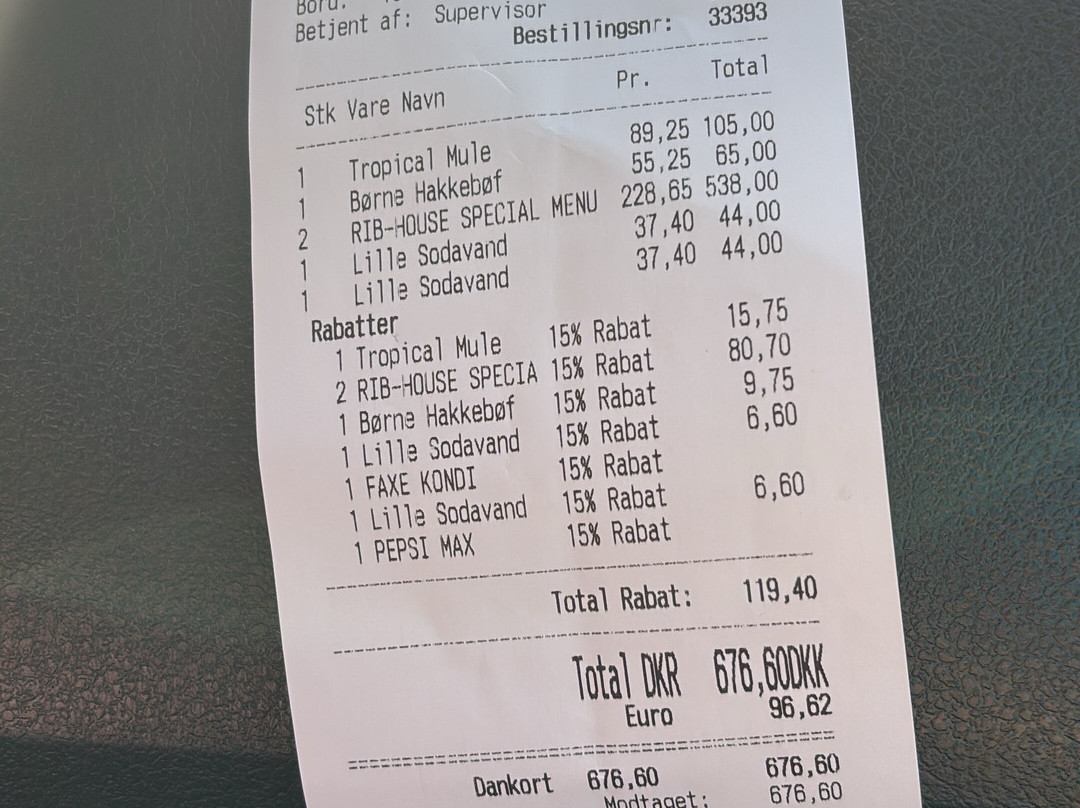 Bord:
Betjent af: Supervisor
Bestillingsnr: 33393
Stk Vare Navn Pr. Total
1 Tropical Mule 89,25 105,00
1 Børne Hakkebøf 55,25 65,00
2 RIB-HOUSE SPECIAL MENU 228,65 538,00
1 Lille Sodavand 37,40 44,00
1 Lille Sodavand 37,40 44,00
Rabatter
1 Tropical Mule 15% Rabat 15,75
2 RIB-HOUSE SPECIA 15% Rabat 80,70
1 Børne Hakkebøf 15% Rabat 9,75
1 Lille Sodavand 15% Rabat 6,60
1 FAXE KONDI 15% Rabat
1 Lille Sodavand 15% Rabat 6,60
1 PEPSI MAX 15% Rabat
Total Rabat: 119,40
Total DKR 676,60DKK
Euro 96,62
Dankort 676,60 676,60
Modtaget: 676,60